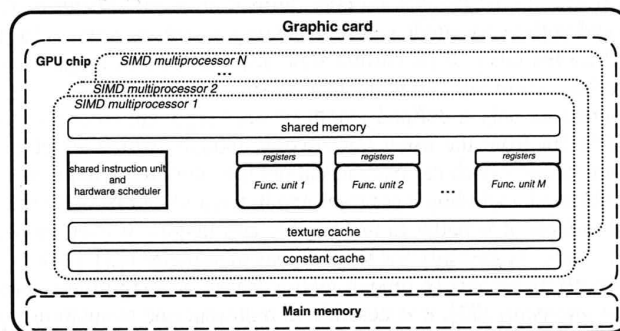 Graphic card
GPU chip
SIMD multiprocessor N
...
SIMD multiprocessor 2
SIMD multiprocessor 1
shared memory
shared instruction unit
and
hardware scheduler
registers
Func. unit 1
registers
Func. unit 2
...
registers
Func. unit M
texture cache
constant cache
Main memory